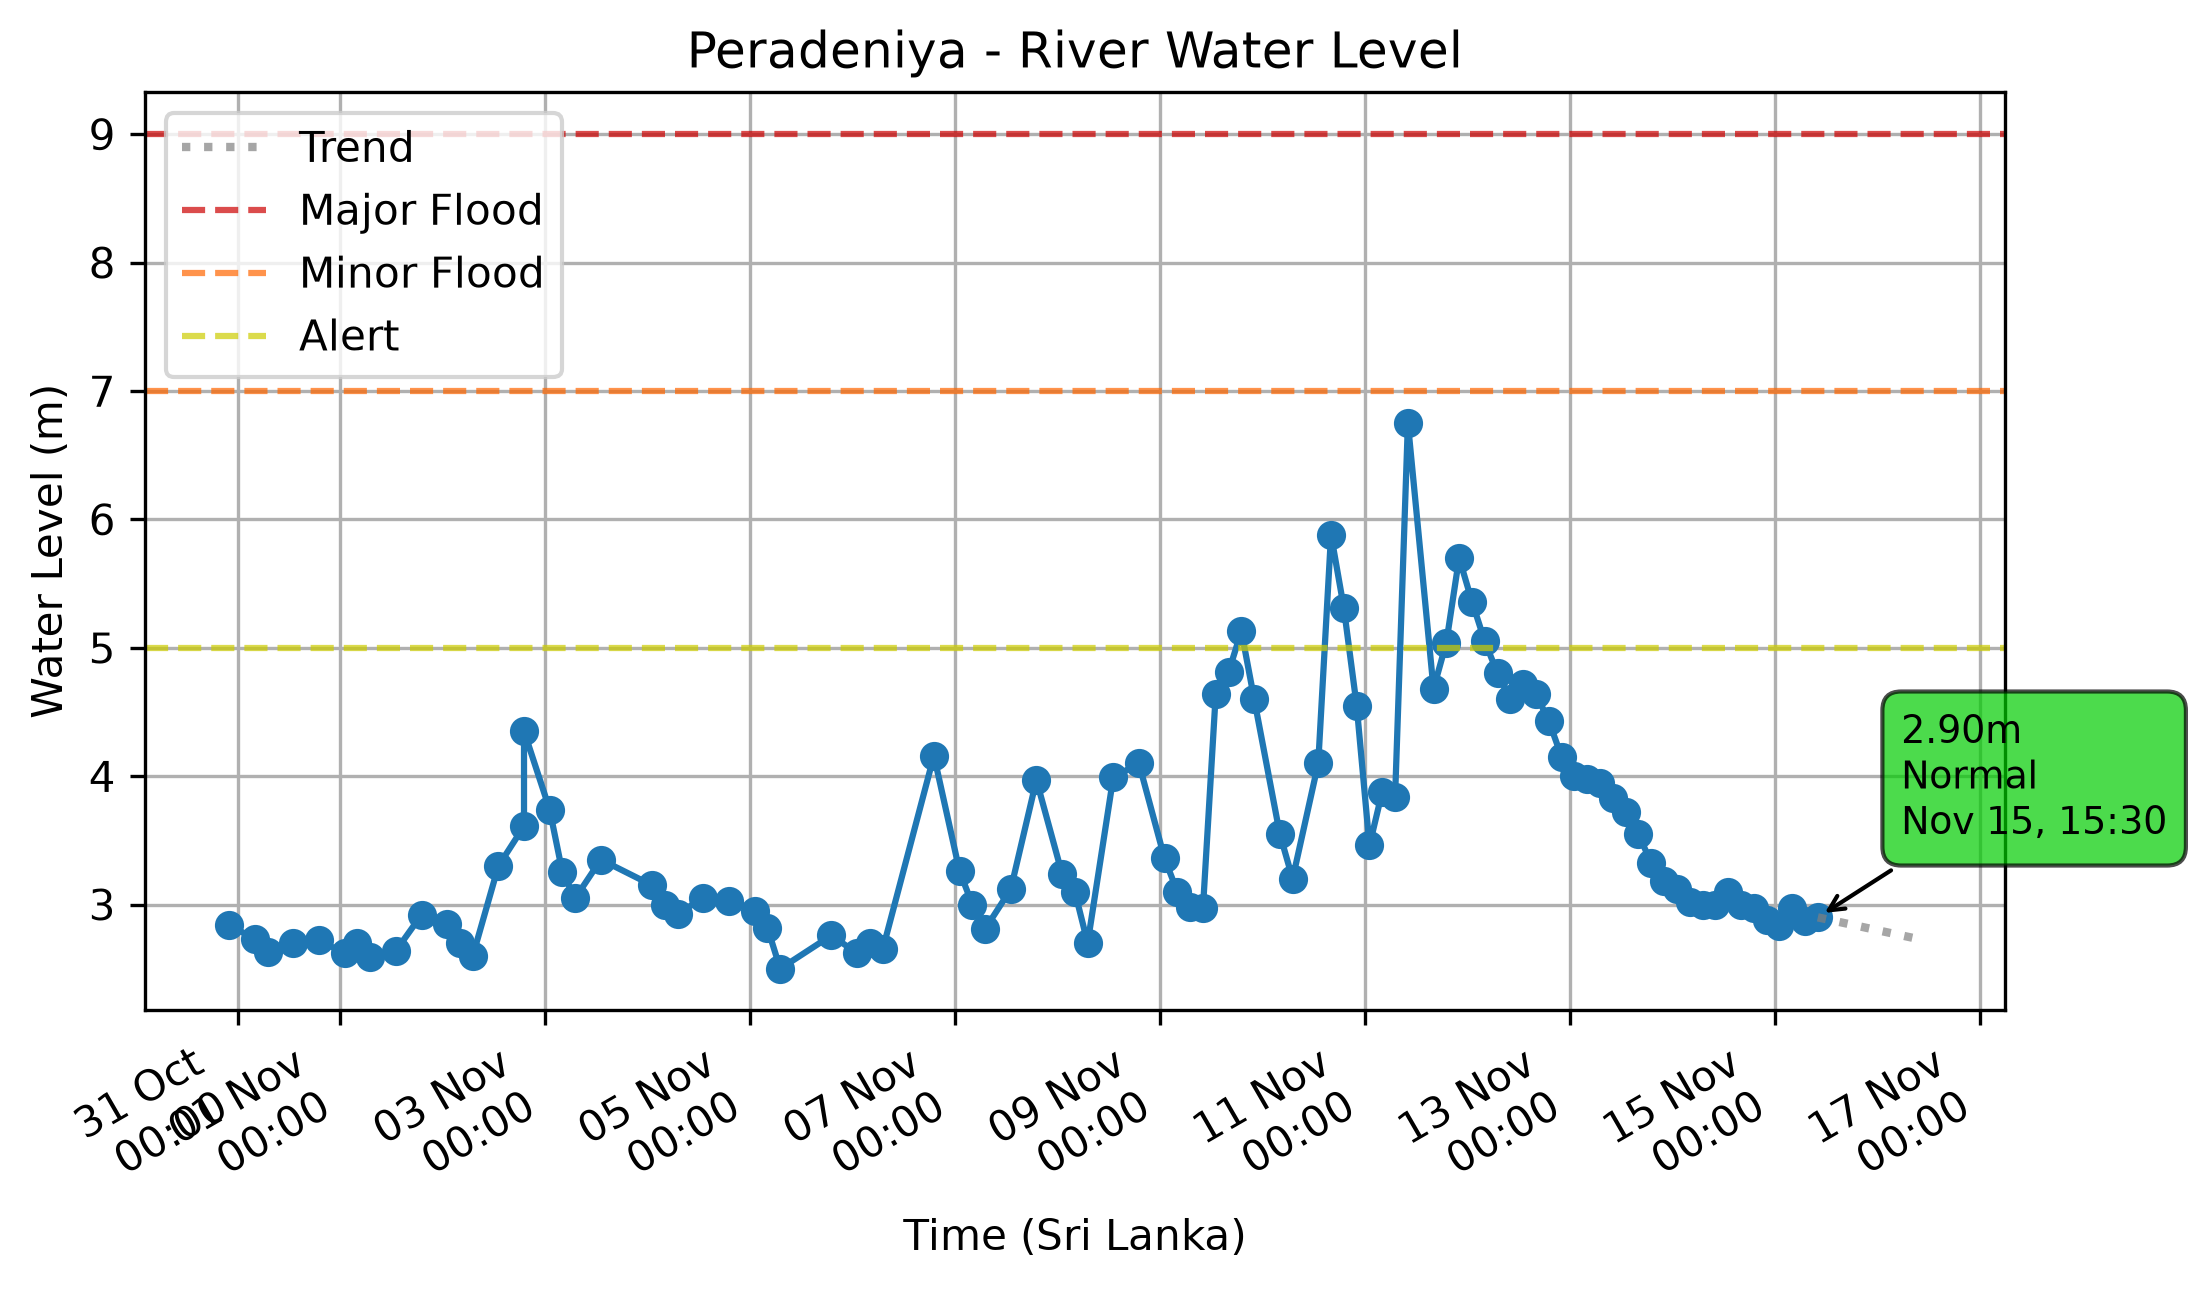 Peradeniya - River Water Level
Trend
Major Flood
Minor Flood
Alert
9
8
7
6
5
4
3
Water Level (m)
2.90m
Normal
Nov 15, 15:30
31 Oct
00:00
01 Nov
00:00
03 Nov
00:00
05 Nov
00:00
07 Nov
00:00
09 Nov
00:00
11 Nov
00:00
13 Nov
00:00
15 Nov
00:00
17 Nov
00:00
Time (Sri Lanka)